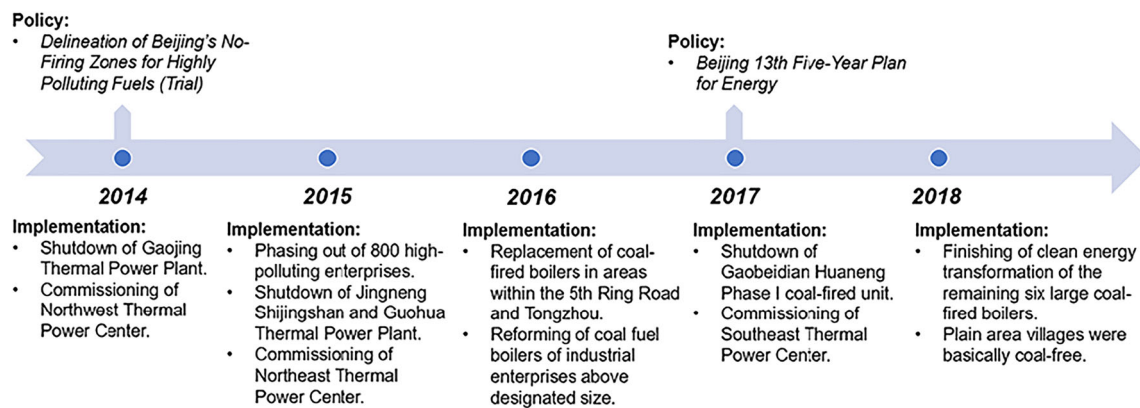 Policy:
• Delineation of Beijing's No-
Firing Zones for Highly
Polluting Fuels (Trial)
Policy:
• Beijing 13th Five-Year Plan
for Energy
2014
2015
2016
2017
2018
Implementation:
• Shutdown of Gaojing
Thermal Power Plant.
• Commissioning of
Northwest Thermal
Power Center.
Implementation:
• Phasing out of 800 high-
polluting enterprises.
• Shutdown of Jingneng
Shijingshan and Guohua
Thermal Power Plant.
• Commissioning of
Northeast Thermal
Power Center.
Implementation:
• Replacement of coal-
fired boilers in areas
within the 5th Ring Road
and Tongzhou.
• Reforming of coal fuel
boilers of industrial
enterprises above
designated size.
Implementation:
• Shutdown of
Gaobeidian Huaneng
Phase I coal-fired unit.
• Commissioning of
Southeast Thermal
Power Center.
Implementation:
• Finishing of clean energy
transformation of the
remaining six large coal-
fired boilers.
• Plain area villages were
basically coal-free.